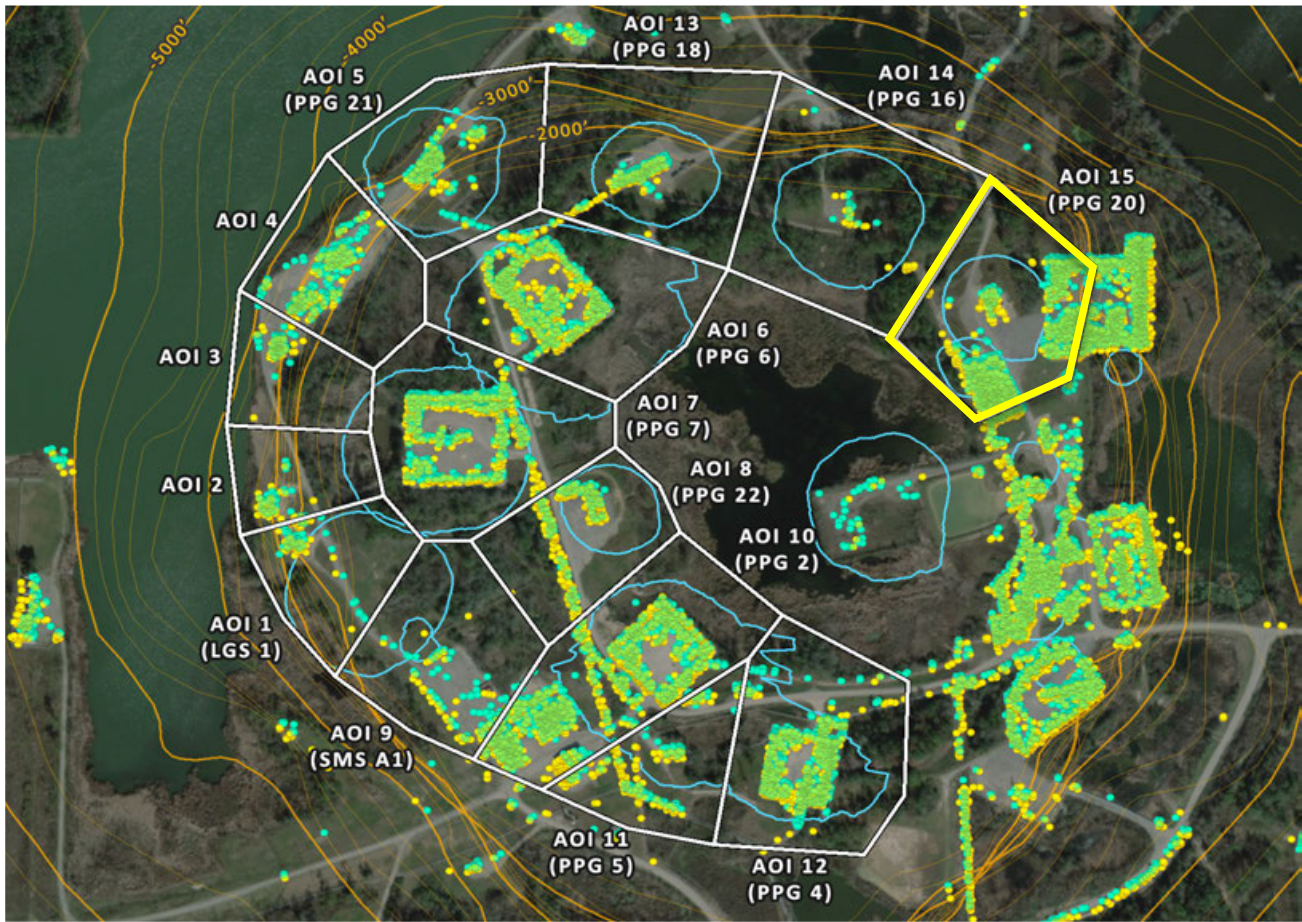 AOI 13
(PPG 18)
-5000'
-4000'
AOI 5
(PPG 21)
AOI 14
(PPG 16)
-3000'
-2000'
AOI 15
(PPG 20)
AOI 4
AOI 6
(PPG 6)
AOI 3
AOI 7
(PPG 7)
AOI 8
(PPG 22)
AOI 2
AOI 10
(PPG 2)
AOI 1
(LGS 1)
AOI 9
(SMS A1)
AOI 11
(PPG 5)
AOI 12
(PPG 4)